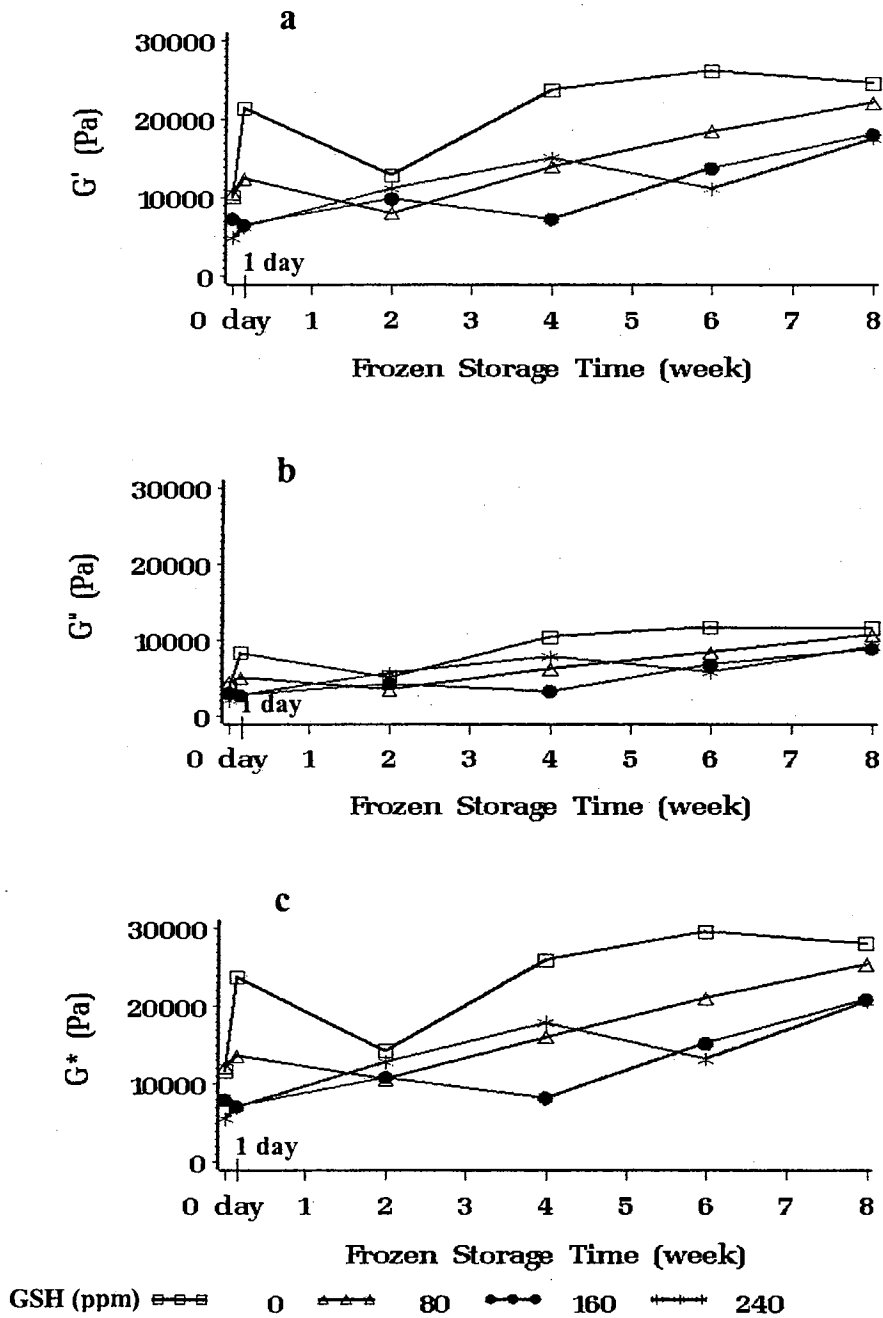 a
30000
20000
10000
0
G' (Pa)
1 day
0 day 1 2 3 4 5 6 7 8
Frozen Storage Time (week)
b
30000
20000
10000
0
G" (Pa)
1 day
0 day 1 2 3 4 5 6 7 8
Frozen Storage Time (week)
c
30000
20000
10000
0
G* (Pa)
1 day
0 day 1 2 3 4 5 6 7 8
Frozen Storage Time (week)
GSH (ppm) 0 80 160 240